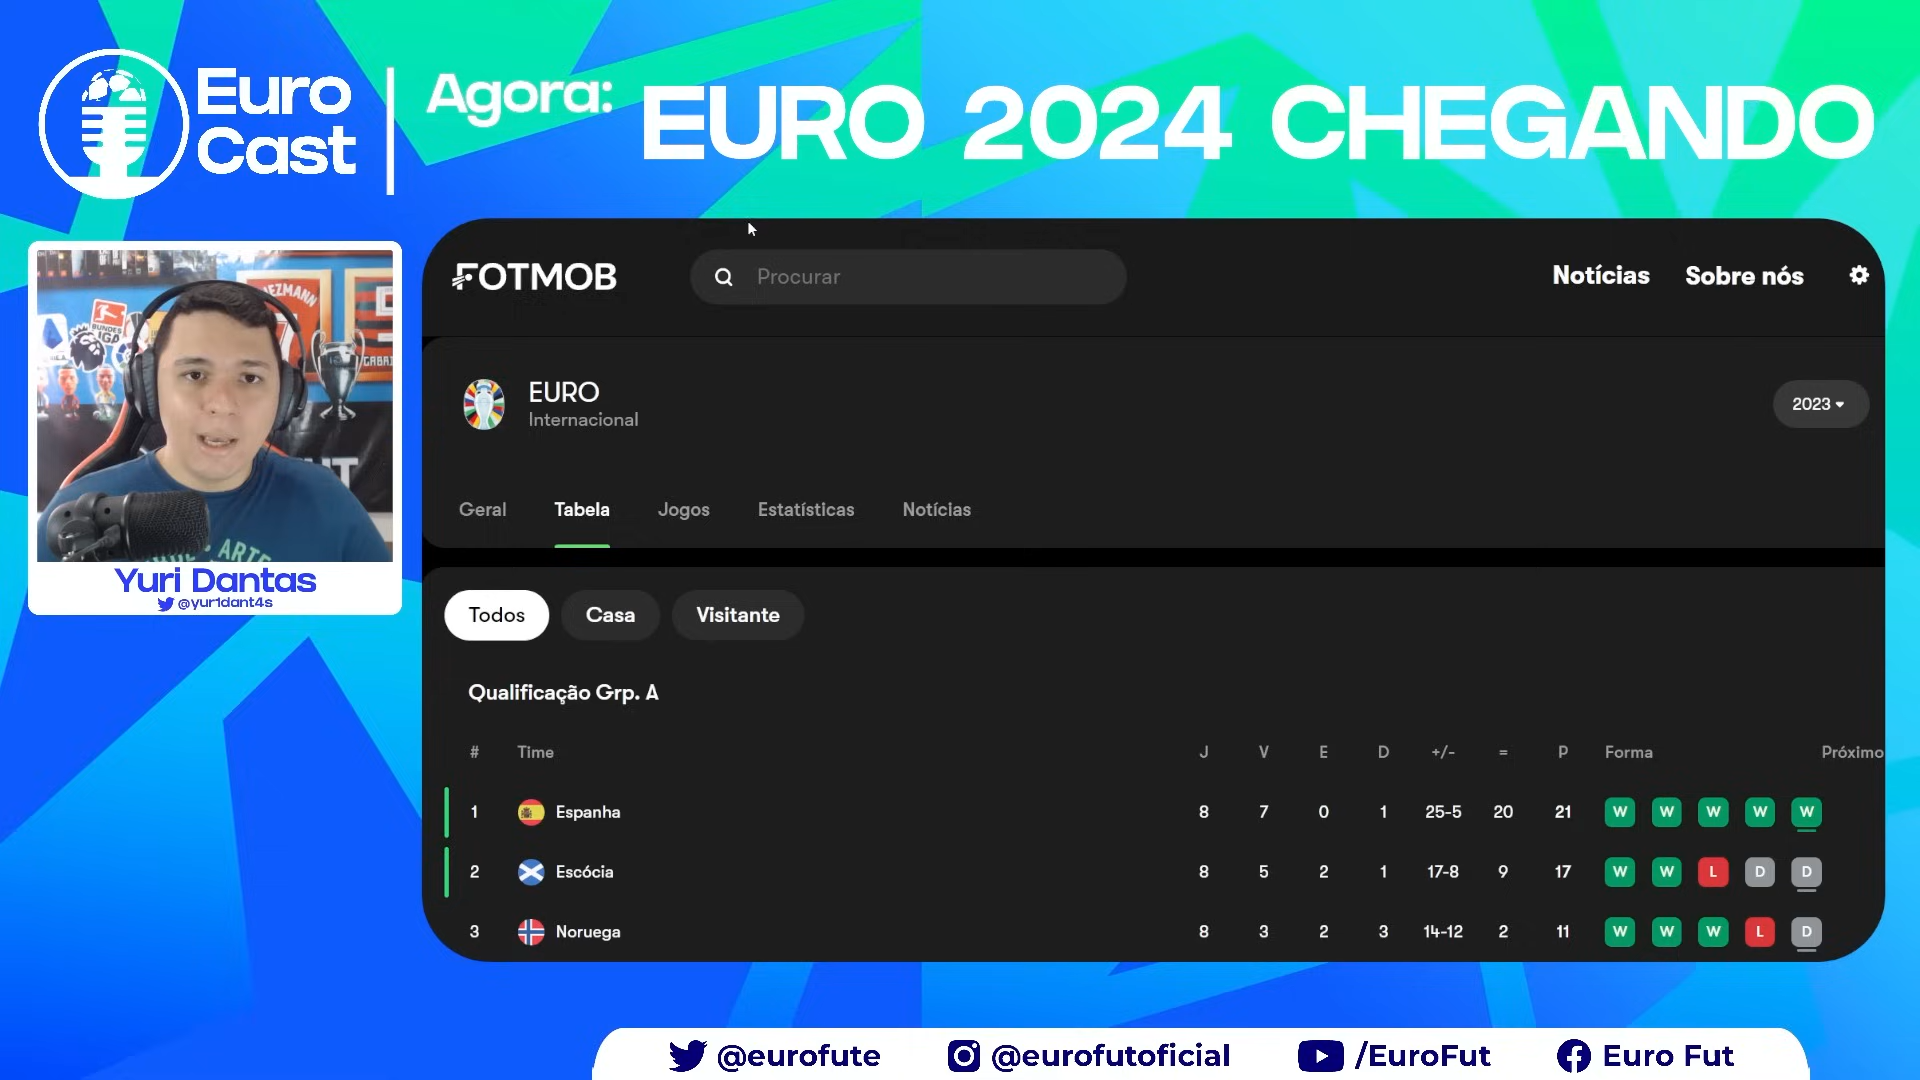 Euro
Cast
Agora:
EURO 2024 CHEGANDO
FOTMOB
Procurar
Notícias
Sobre nós
EURO
Internacional
2023
Geral
Tabela
Jogos
Estatísticas
Notícias
Todos
Casa
Visitante
Qualificação Grp. A
# Time J V E D +/- = P Forma Próximo
1 Espanha 8 7 0 1 25-5 20 21 W W W W W
2 Escócia 8 5 2 1 17-8 9 17 W W L D D
3 Noruega 8 3 2 3 14-12 2 11 W W W L D
BUNDES
Yuri Dantas
@yur1dant4s
@eurofute
@eurofutoficial
/EuroFut
Euro Fut